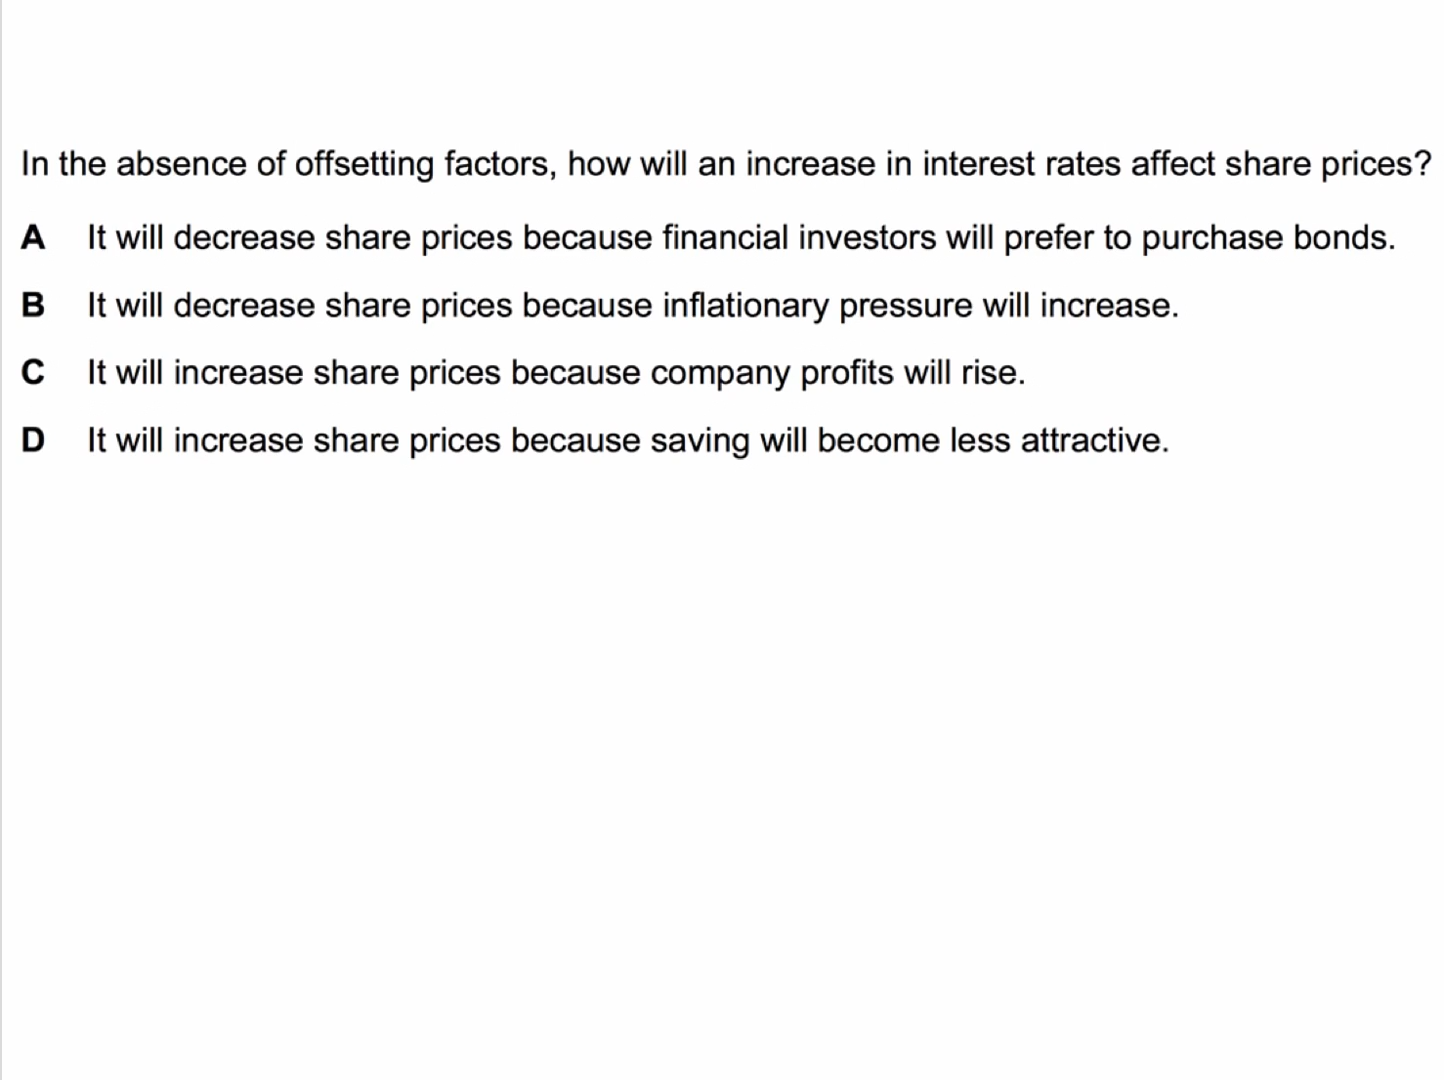 In the absence of offsetting factors, how will an increase in interest rates affect share prices?
A It will decrease share prices because financial investors will prefer to purchase bonds.
B It will decrease share prices because inflationary pressure will increase.
C It will increase share prices because company profits will rise.
D It will increase share prices because saving will become less attractive.